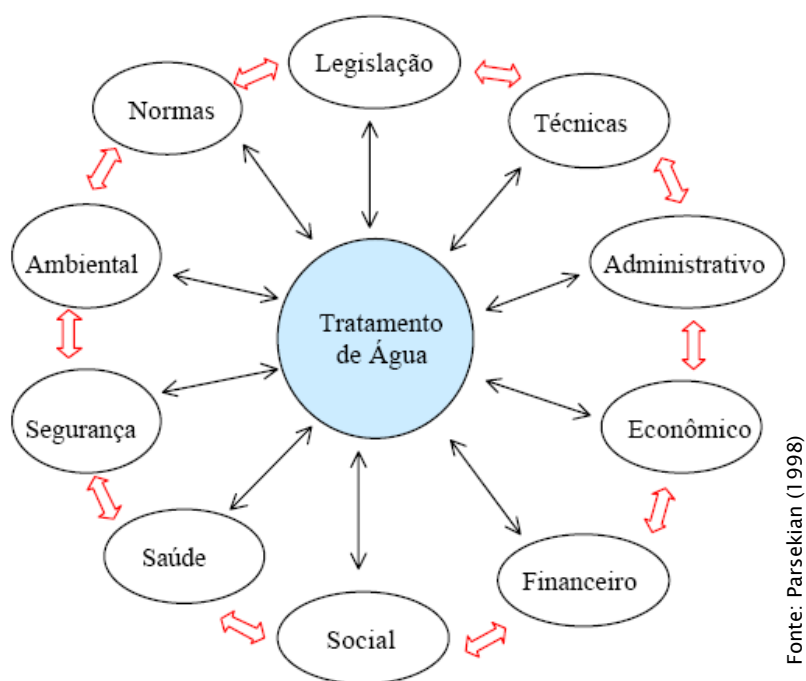 Legislação
Normas
Técnicas
Ambiental
Administrativo
Tratamento
de Água
Segurança
Econômico
Saúde
Financeiro
Social
Fonte: Parsekian (1998)